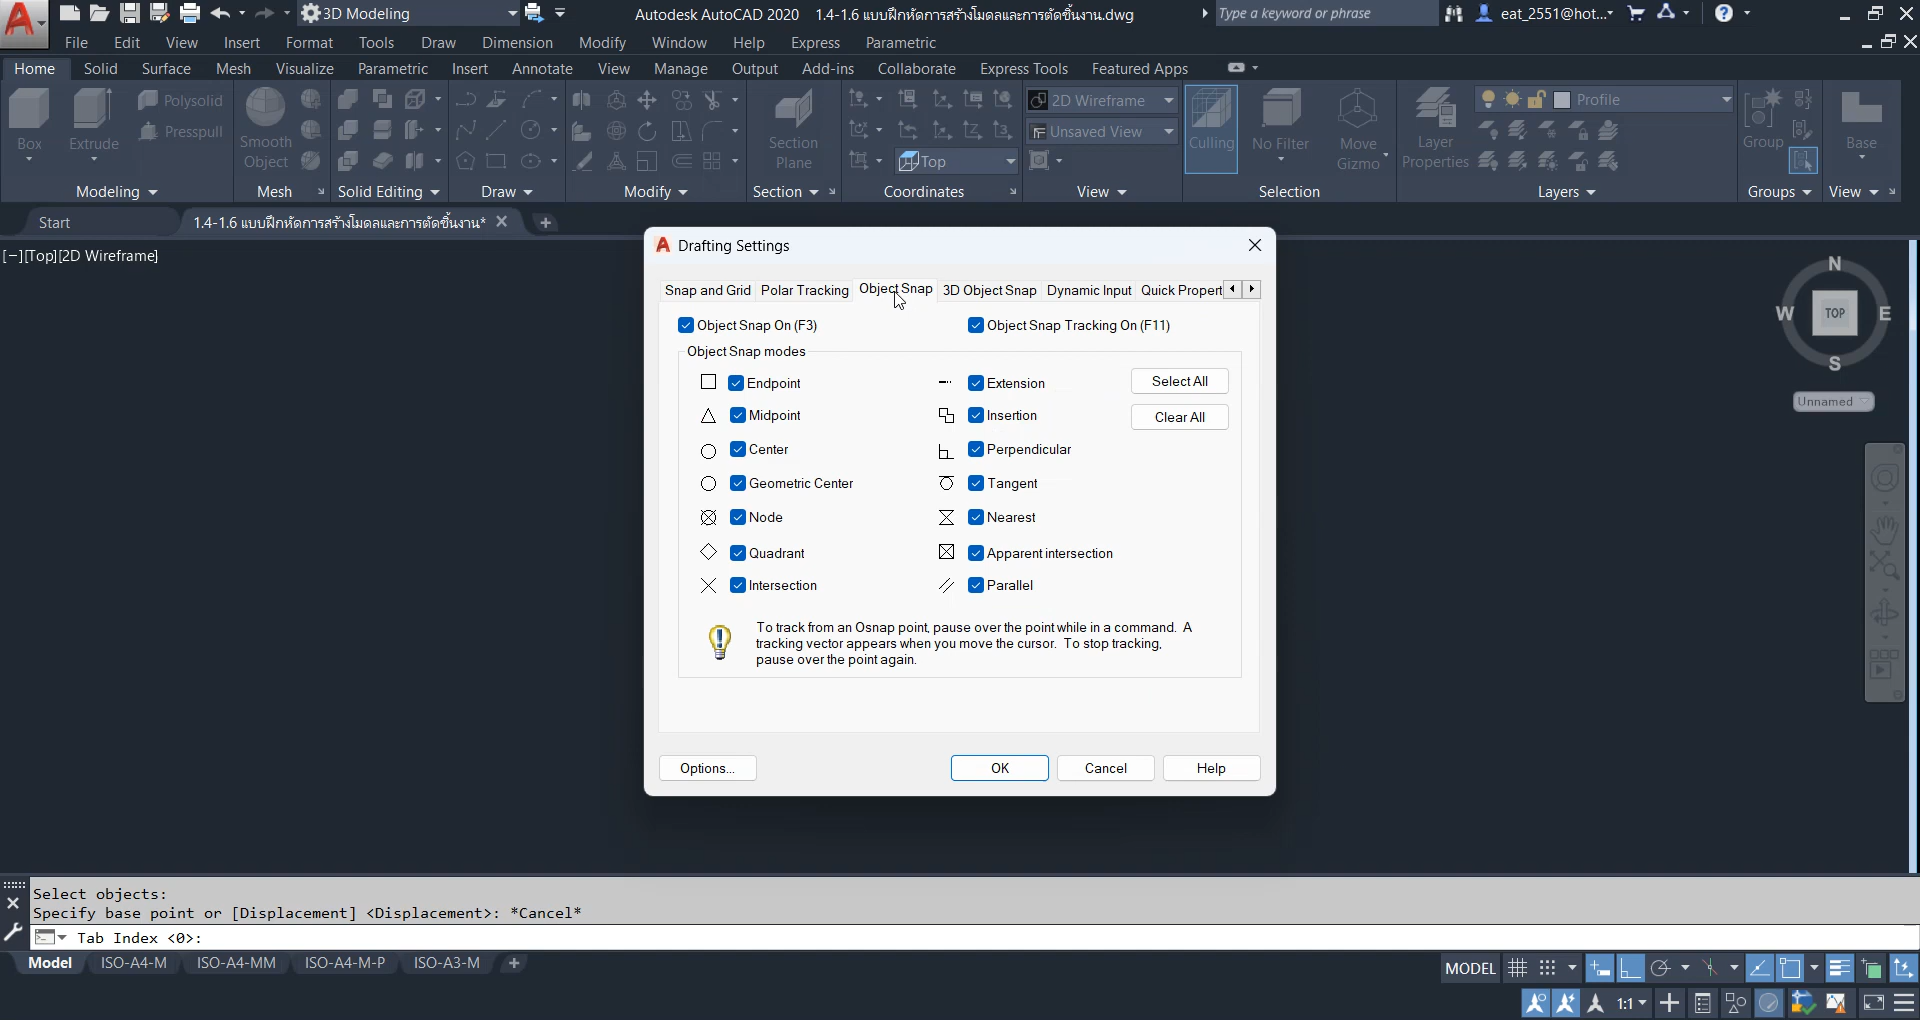 3D Modeling
Autodesk AutoCAD 2020 1.4-1.6 แบบฝึกหัดการสร้างโมดลและการตัดชิ้นงาน.dwg
Type a keyword or phrase
eat_2551@hot...
File Edit View Insert Format Tools Draw Dimension Modify Window Help Express Parametric
Home Solid Surface Mesh Visualize Parametric Insert Annotate View Manage Output Add-ins Collaborate Express Tools Featured Apps
Box
Extrude
Polysolid
Presspull
Smooth
Object
Section
Plane
Top
2D Wireframe
Unsaved View
Culling
No Filter
Move
Gizmo
Layer
Properties
Profile
Group
Base
Modeling Mesh Solid Editing Draw Modify Section Coordinates View Selection Layers Groups View
Start
1.4-1.6 แบบฝึกหัดการสร้างโมดลและการตัดชิ้นงาน*
[−][Top][2D Wireframe]
N
W TOP E
S
Unnamed
Drafting Settings
Snap and Grid Polar Tracking Object Snap 3D Object Snap Dynamic Input Quick Propert
Object Snap On (F3) Object Snap Tracking On (F11)
Object Snap modes
Endpoint Extension Select All
Midpoint Insertion Clear All
Center Perpendicular
Geometric Center Tangent
Node Nearest
Quadrant Apparent intersection
Intersection Parallel
To track from an Osnap point, pause over the point while in a command. A
tracking vector appears when you move the cursor. To stop tracking,
pause over the point again.
Options... OK Cancel Help
Select objects:
Specify base point or [Displacement] <Displacement>: *Cancel*
Tab Index <0>:
Model ISO-A4-M ISO-A4-MM ISO-A4-M-P ISO-A3-M
MODEL
1:1